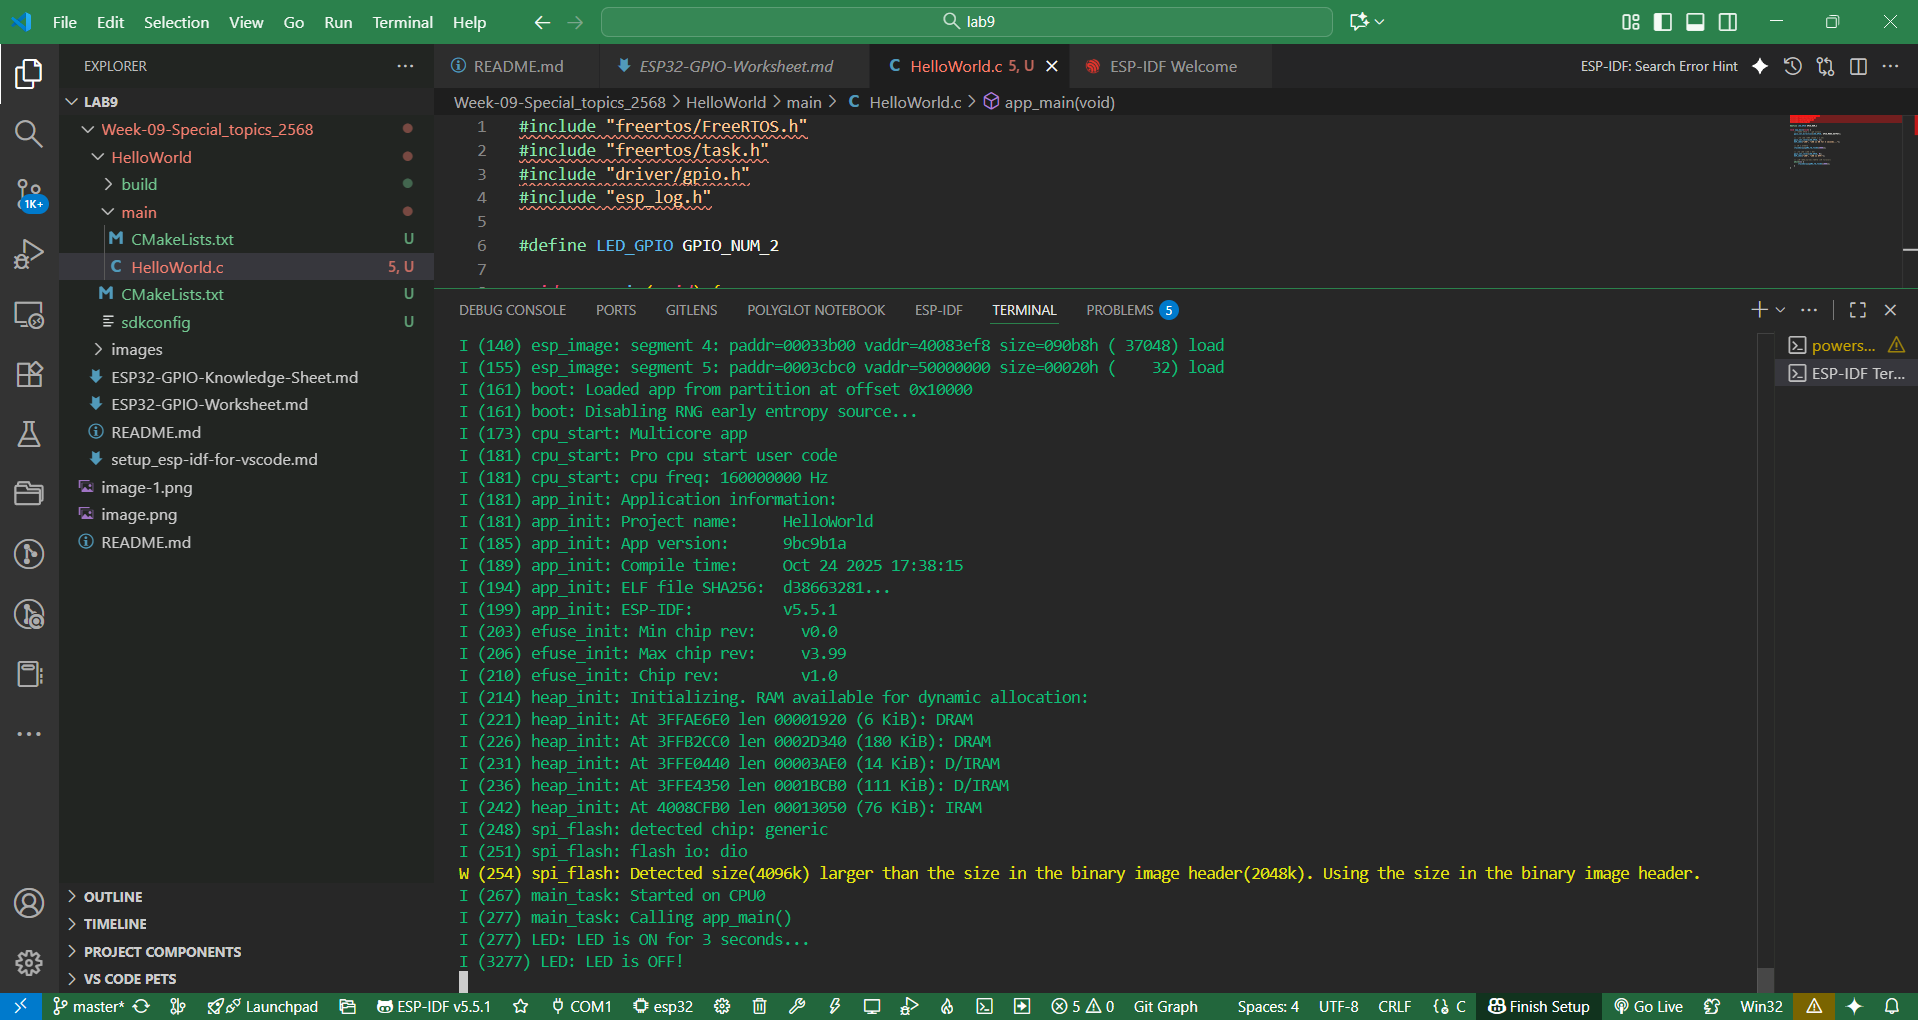 File Edit Selection View Go Run Terminal Help
lab9
EXPLORER
LAB9
Week-09-Special_topics_2568
HelloWorld
build
main
CMakeLists.txt U
HelloWorld.c 5, U
CMakeLists.txt U
sdkconfig U
images
ESP32-GPIO-Knowledge-Sheet.md
ESP32-GPIO-Worksheet.md
README.md
setup_esp-idf-for-vscode.md
image-1.png
image.png
README.md
OUTLINE
TIMELINE
PROJECT COMPONENTS
VS CODE PETS
1K+
README.md ESP32-GPIO-Worksheet.md HelloWorld.c 5, U ESP-IDF Welcome
ESP-IDF: Search Error Hint
Week-09-Special_topics_2568 > HelloWorld > main > C HelloWorld.c > app_main(void)
1 #include "freertos/FreeRTOS.h"
2 #include "freertos/task.h"
3 #include "driver/gpio.h"
4 #include "esp_log.h"
5
6 #define LED_GPIO GPIO_NUM_2
7
DEBUG CONSOLE PORTS GITLENS POLYGLOT NOTEBOOK ESP-IDF TERMINAL PROBLEMS 5
I (140) esp_image: segment 4: paddr=00033b00 vaddr=40083ef8 size=090b8h ( 37048) load
I (155) esp_image: segment 5: paddr=0003cbc0 vaddr=50000000 size=00020h (    32) load
I (161) boot: Loaded app from partition at offset 0x10000
I (161) boot: Disabling RNG early entropy source...
I (173) cpu_start: Multicore app
I (181) cpu_start: Pro cpu start user code
I (181) cpu_start: cpu freq: 160000000 Hz
I (181) app_init: Application information:
I (181) app_init: Project name:     HelloWorld
I (185) app_init: App version:      9bc9b1a
I (189) app_init: Compile time:     Oct 24 2025 17:38:15
I (194) app_init: ELF file SHA256:  d38663281...
I (199) app_init: ESP-IDF:          v5.5.1
I (203) efuse_init: Min chip rev:     v0.0
I (206) efuse_init: Max chip rev:     v3.99
I (210) efuse_init: Chip rev:         v1.0
I (214) heap_init: Initializing. RAM available for dynamic allocation:
I (221) heap_init: At 3FFAE6E0 len 00001920 (6 KiB): DRAM
I (226) heap_init: At 3FFB2CC0 len 0002D340 (180 KiB): DRAM
I (231) heap_init: At 3FFE0440 len 00003AE0 (14 KiB): D/IRAM
I (236) heap_init: At 3FFE4350 len 0001BCB0 (111 KiB): D/IRAM
I (242) heap_init: At 4008CFB0 len 00013050 (76 KiB): IRAM
I (248) spi_flash: detected chip: generic
I (251) spi_flash: flash io: dio
W (254) spi_flash: Detected size(4096k) larger than the size in the binary image header(2048k). Using the size in the binary image header.
I (267) main_task: Started on CPU0
I (277) main_task: Calling app_main()
I (277) LED: LED is ON for 3 seconds...
I (3277) LED: LED is OFF!
powers...
ESP-IDF Ter...
master* Launchpad ESP-IDF v5.5.1 COM1 esp32 5 0 Git Graph Spaces: 4 UTF-8 CRLF {} C Finish Setup Go Live Win32